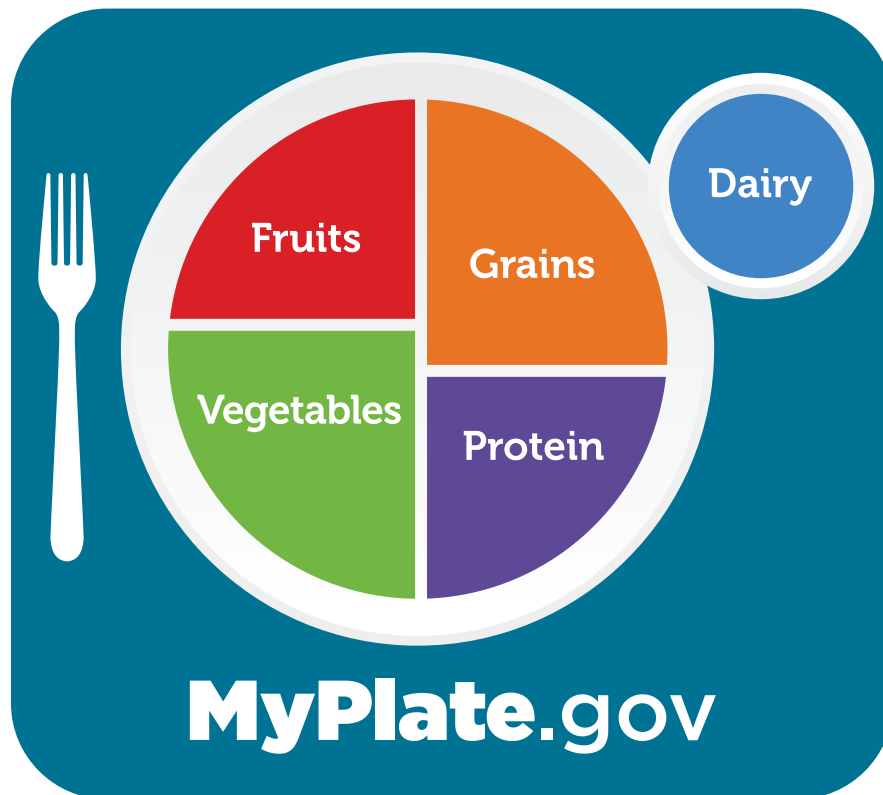 Fruits
Grains
Dairy
Vegetables
Protein
MyPlate.gov